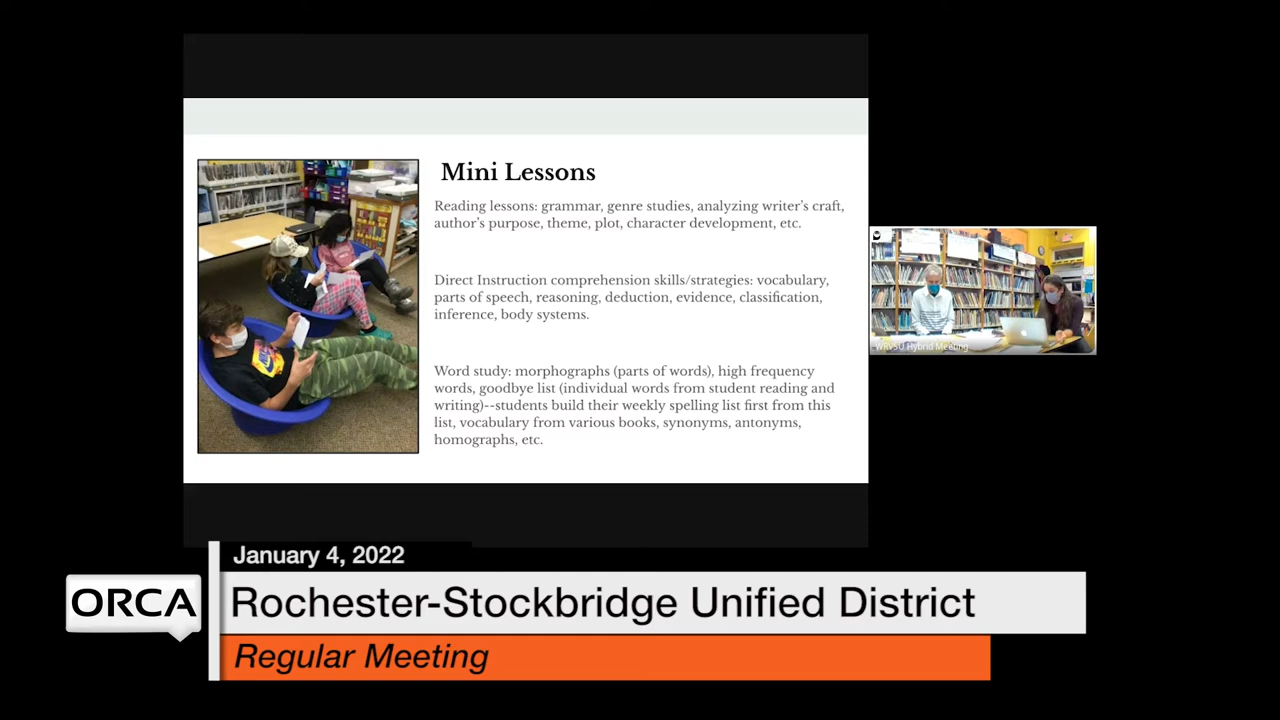 Mini Lessons
Reading lessons: grammar, genre studies, analyzing writer's craft,
author's purpose, theme, plot, character development, etc.
Direct Instruction comprehension skills/strategies: vocabulary,
parts of speech, reasoning, deduction, evidence, classification,
inference, body systems.
Word study: morphographs (parts of words), high frequency
words, goodbye list (individual words from student reading and
writing)--students build their weekly spelling list first from this
list, vocabulary from various books, synonyms, antonyms,
homographs, etc.
WRVSU Hybrid Meeting
January 4, 2022
ORCA
Rochester-Stockbridge Unified District
Regular Meeting